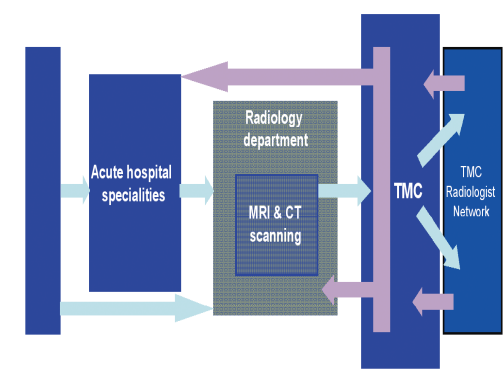 Acute hospital
specialities
Radiology
department
MRI & CT
scanning
TMC
TMC
Radiologist
Network